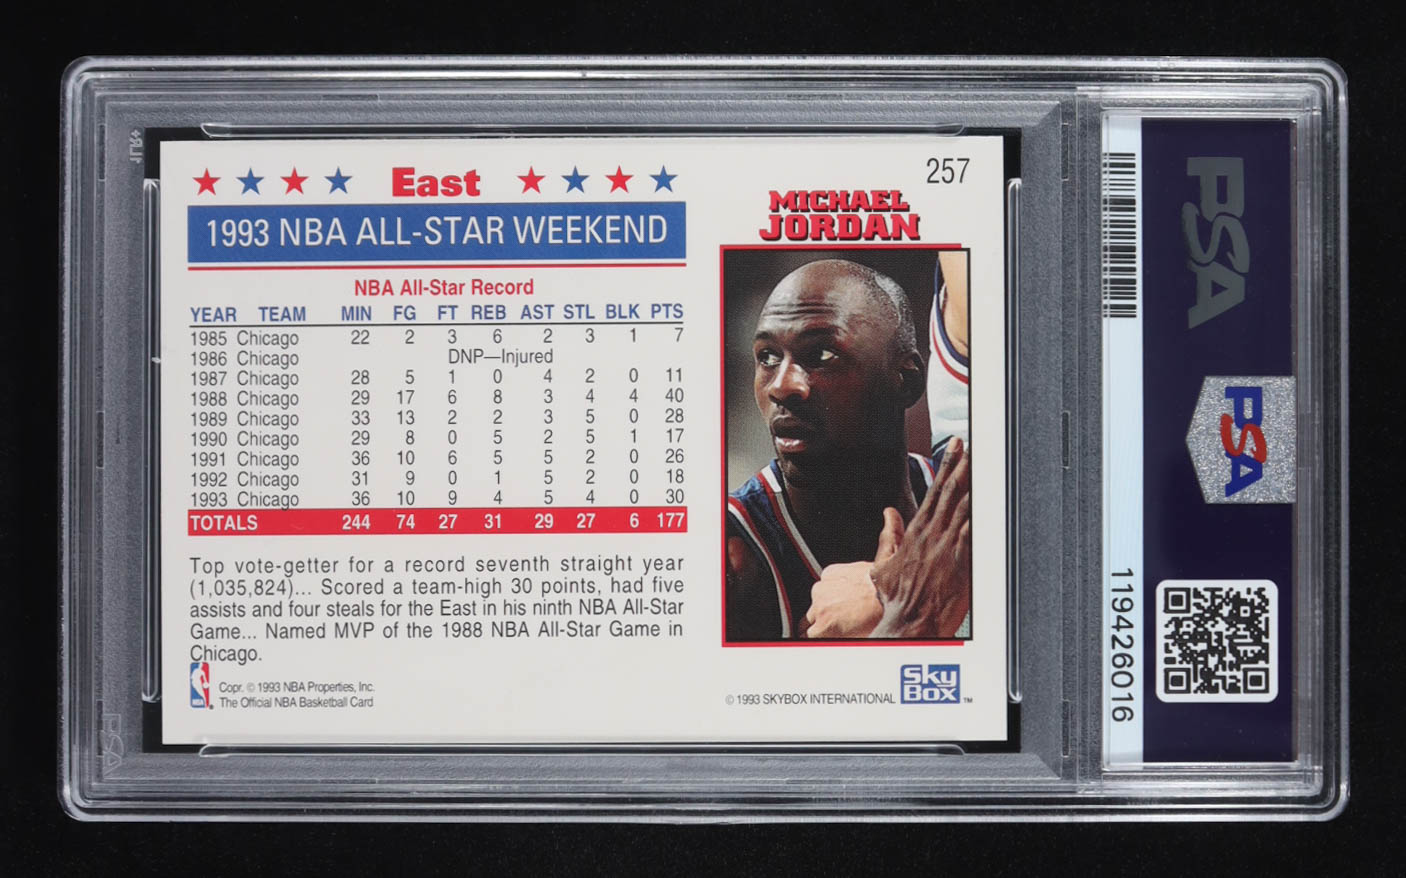 257
East
1993 NBA ALL-STAR WEEKEND
MICHAEL
JORDAN
NBA All-Star Record
YEAR TEAM MIN FG FT REB AST STL BLK PTS
1985 Chicago 22 2 3 6 2 3 1 7
1986 Chicago DNP—Injured
1987 Chicago 28 5 1 0 4 2 0 11
1988 Chicago 29 17 6 8 3 4 4 40
1989 Chicago 33 13 2 2 3 5 0 28
1990 Chicago 29 8 0 5 2 5 1 17
1991 Chicago 36 10 6 5 5 2 0 26
1992 Chicago 31 9 0 1 5 2 0 18
1993 Chicago 36 10 9 4 5 4 0 30
TOTALS 244 74 27 31 29 27 6 177
Top vote-getter for a record seventh straight year
(1,035,824)... Scored a team-high 30 points, had five
assists and four steals for the East in his ninth NBA All-Star
Game... Named MVP of the 1988 NBA All-Star Game in
Chicago.
NBA
Copr. © 1993 NBA Properties, Inc.
The Official NBA Basketball Card
© 1993 SKYBOX INTERNATIONAL
SKY
BOX ™
PSA
PSA
119426016
PSA